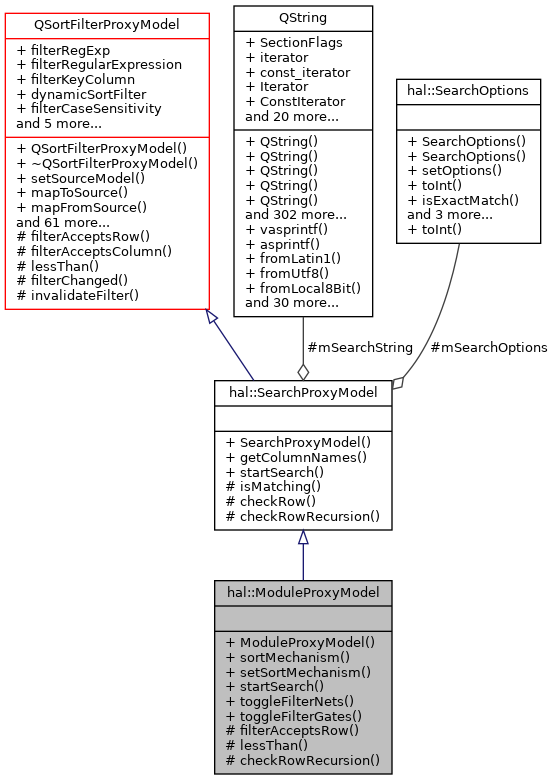 QSortFilterProxyModel
+ filterRegExp
+ filterRegularExpression
+ filterKeyColumn
+ dynamicSortFilter
+ filterCaseSensitivity
and 5 more...
+ QSortFilterProxyModel()
+ ~QSortFilterProxyModel()
+ setSourceModel()
+ mapToSource()
+ mapFromSource()
and 61 more...
# filterAcceptsRow()
# filterAcceptsColumn()
# lessThan()
# filterChanged()
# invalidateFilter()
QString
+ SectionFlags
+ iterator
+ const_iterator
+ Iterator
+ ConstIterator
and 20 more...
+ QString()
+ QString()
+ QString()
+ QString()
+ QString()
and 302 more...
+ vasprintf()
+ asprintf()
+ fromLatin1()
+ fromUtf8()
+ fromLocal8Bit()
and 30 more...
hal::SearchOptions
+ SearchOptions()
+ SearchOptions()
+ setOptions()
+ toInt()
+ isExactMatch()
and 3 more...
+ toInt()
#mSearchString
#mSearchOptions
hal::SearchProxyModel
+ SearchProxyModel()
+ getColumnNames()
+ startSearch()
# isMatching()
# checkRow()
# checkRowRecursion()
hal::ModuleProxyModel
+ ModuleProxyModel()
+ sortMechanism()
+ setSortMechanism()
+ startSearch()
+ toggleFilterNets()
+ toggleFilterGates()
# filterAcceptsRow()
# lessThan()
# checkRowRecursion()